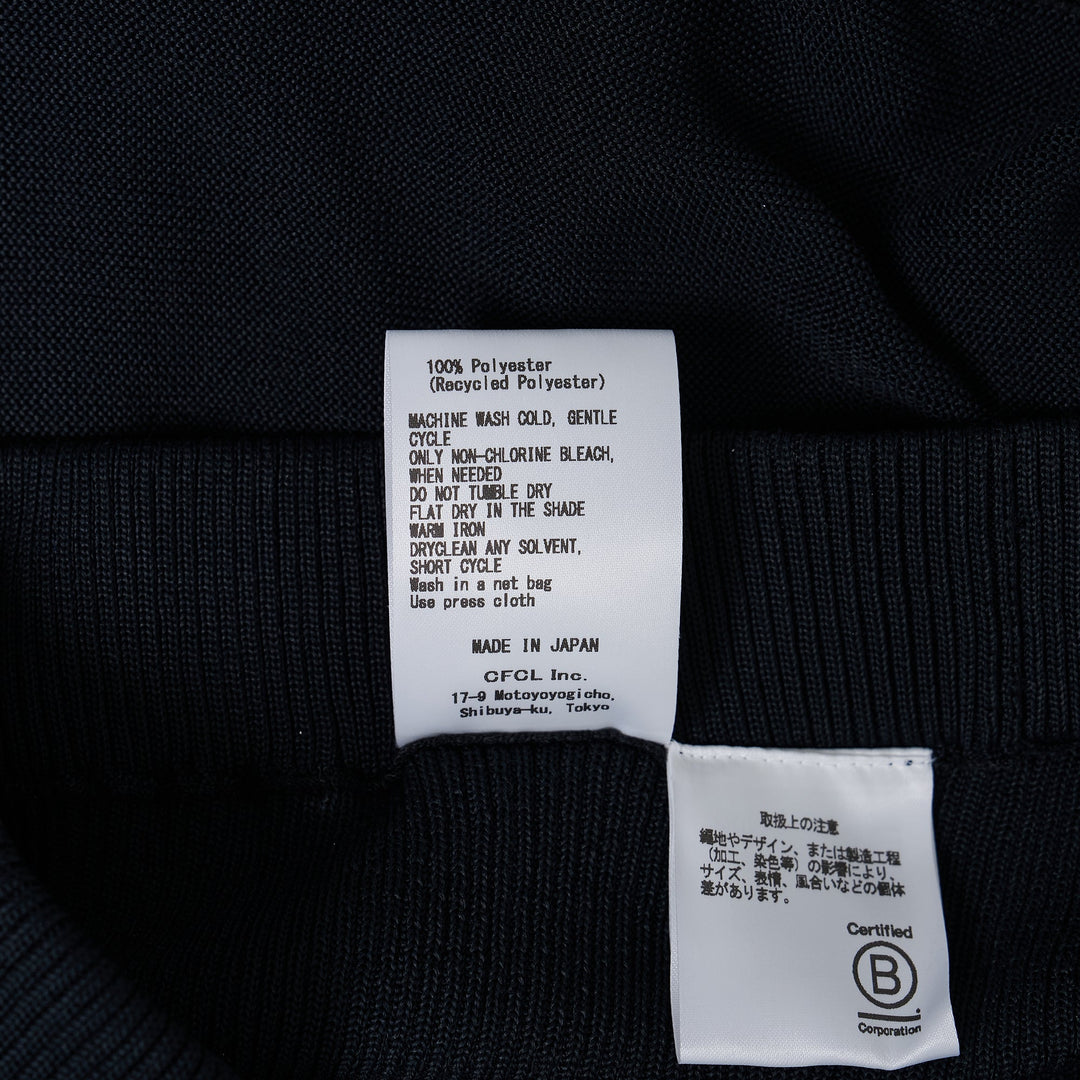 100% Polyester
(Recycled Polyester)
MACHINE WASH COLD, GENTLE
CYCLE
ONLY NON-CHLORINE BLEACH,
WHEN NEEDED
DO NOT TUMBLE DRY
FLAT DRY IN THE SHADE
WARM IRON
DRYCLEAN ANY SOLVENT,
SHORT CYCLE
Wash in a net bag
Use press cloth
MADE IN JAPAN
CFCL Inc.
17-9 Motoyoyogicho,
Shibuya-ku, Tokyo
取扱上の注意
編地やデザイン、または製造工程
(加工、染色等)の影響により、
サイズ、表情、風合いなどの個体
差があります。
Certified
B
Corporation